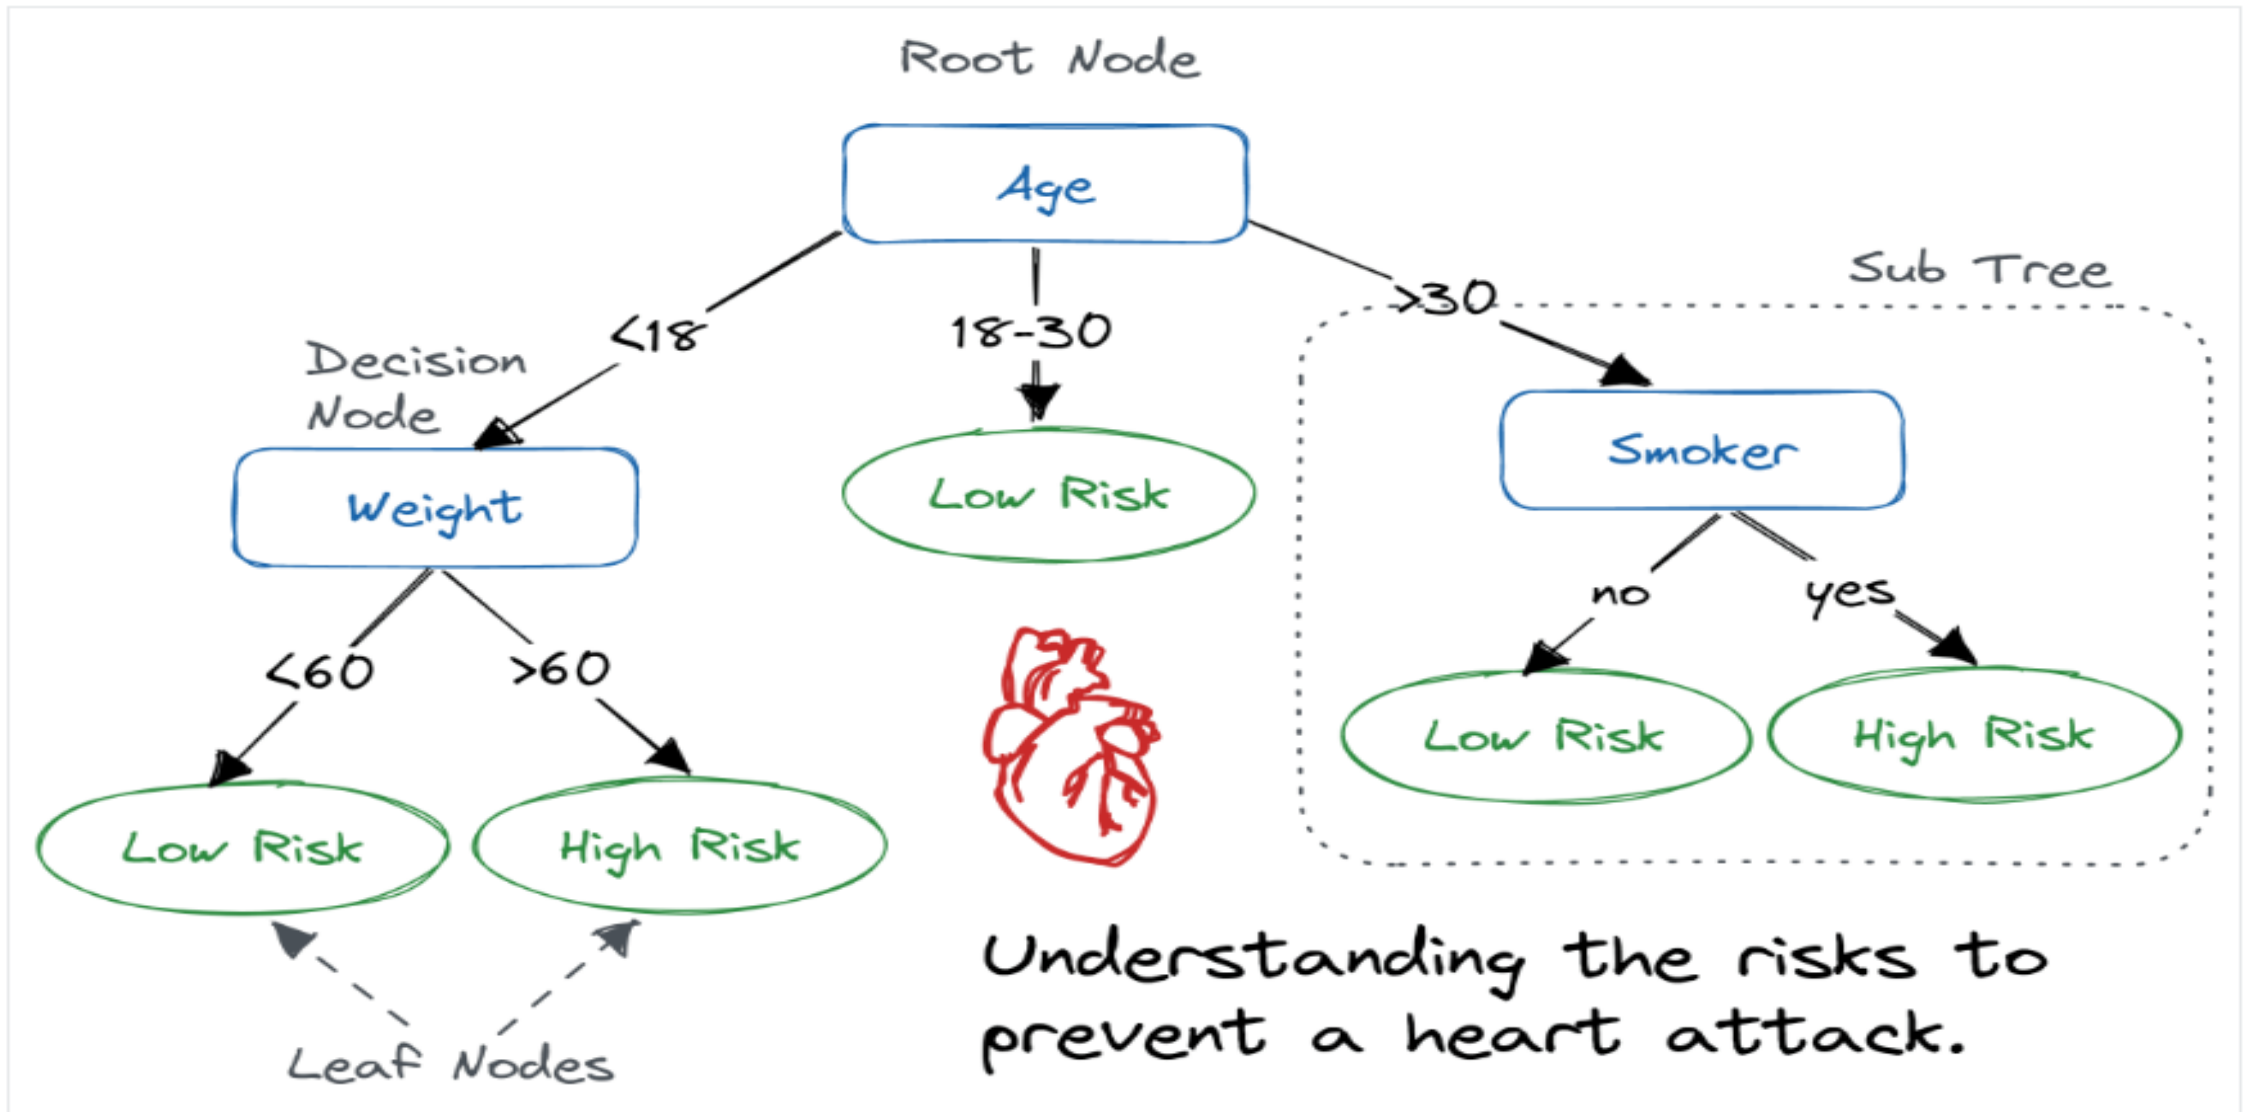 Root Node
Age
<18
18-30
>30
Sub Tree
Decision
Node
Weight
Low Risk
Smoker
<60
>60
no
yes
Low Risk
High Risk
Low Risk
High Risk
Leaf Nodes
Understanding the risks to
prevent a heart attack.